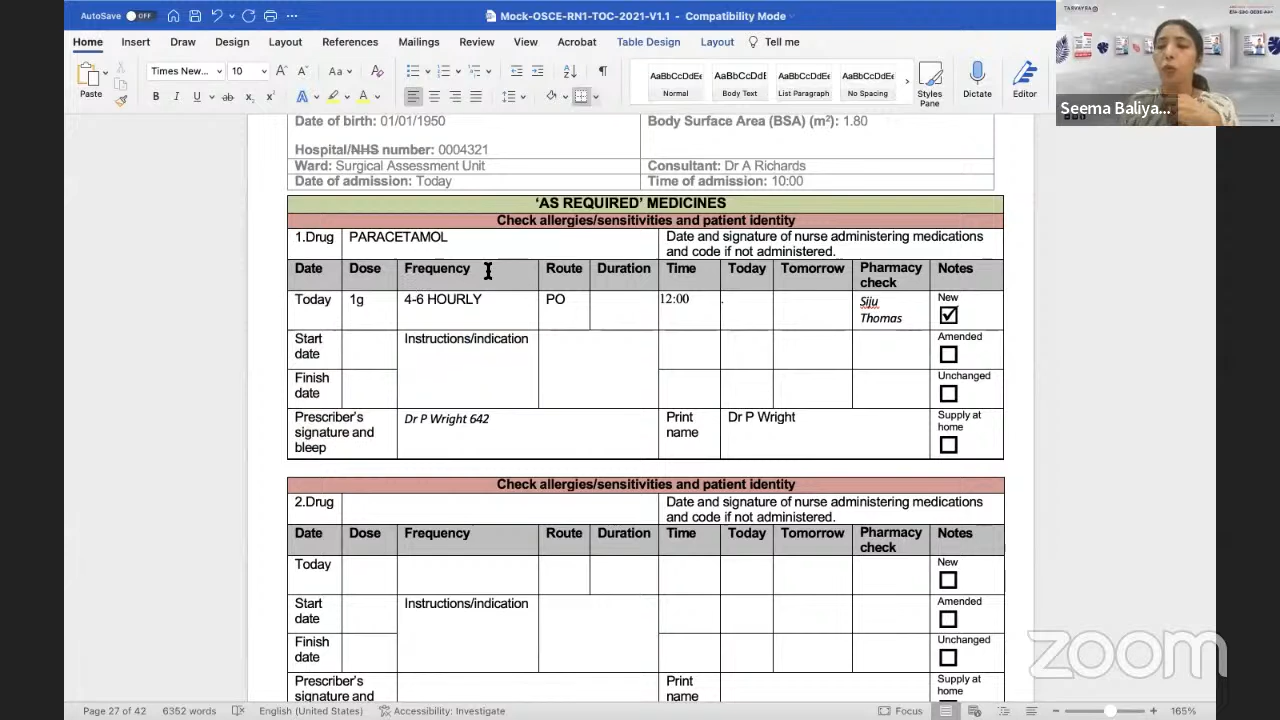 AutoSave OFF Mock-OSCE-RN1-TOC-2021-V1.1 - Compatibility Mode
Home Insert Draw Design Layout References Mailings Review View Acrobat Table Design Layout Tell me
Paste Times New... 10 AaBbCcDdEe AaBbCcDdE AaBbCcDdEe AaBbCcDdEe
Normal Body Text List Paragraph No Spacing Styles Pane Dictate Editor
Seema Baliya...
Date of birth: 01/01/1950 Body Surface Area (BSA) (m²): 1.80
Hospital/NHS number: 0004321
Ward: Surgical Assessment Unit Consultant: Dr A Richards
Date of admission: Today Time of admission: 10:00
‘AS REQUIRED’ MEDICINES
Check allergies/sensitivities and patient identity
1.Drug PARACETAMOL Date and signature of nurse administering medications
and code if not administered.
Date Dose Frequency Route Duration Time Today Tomorrow Pharmacy check Notes
Today 1g 4-6 HOURLY PO 12:00 . Siju Thomas New
Start date Instructions/indication Amended
Finish date Unchanged
Prescriber's signature and bleep Dr P Wright 642 Print name Dr P Wright Supply at home
Check allergies/sensitivities and patient identity
2.Drug Date and signature of nurse administering medications
and code if not administered.
Date Dose Frequency Route Duration Time Today Tomorrow Pharmacy check Notes
Today New
Start date Instructions/indication Amended
Finish date Unchanged
Prescriber's signature and Print name Supply at home
zoom
Page 27 of 42 6352 words English (United States) Accessibility: Investigate Focus 165%